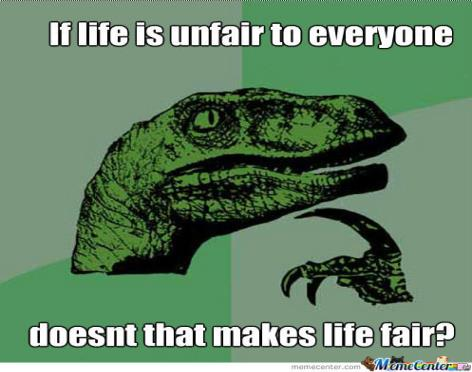 If life is unfair to everyone
doesnt that makes life fair?
memecenter.com MemeCenter